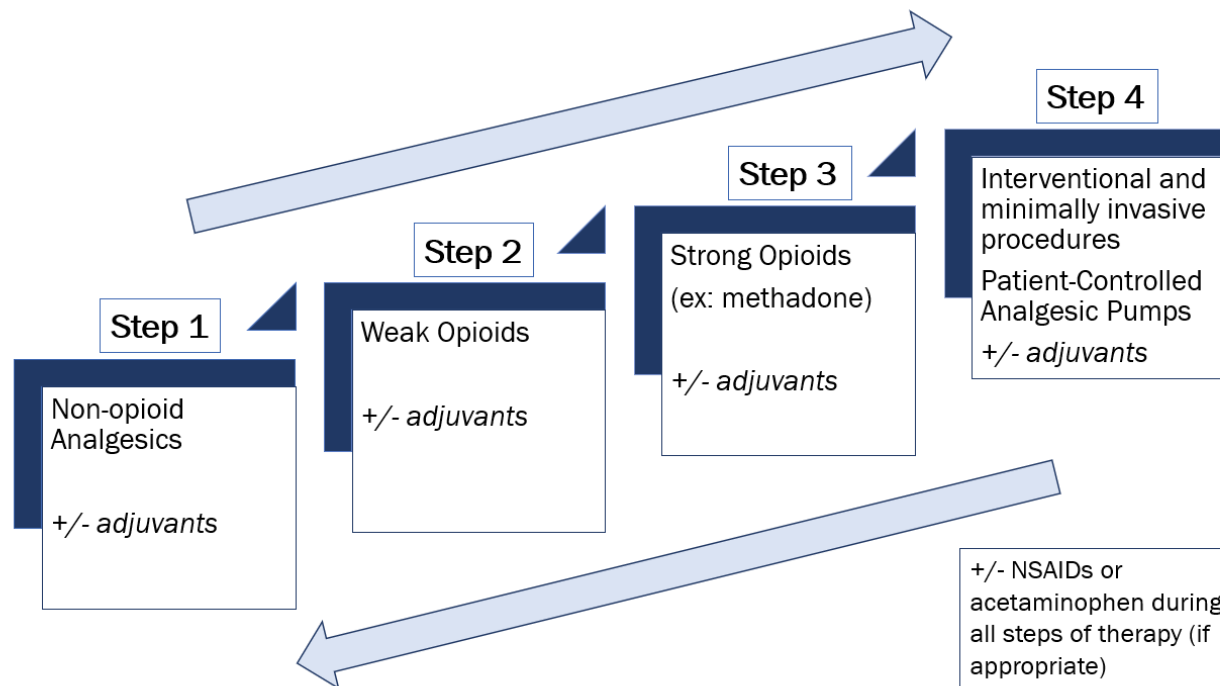 Step 1
Non-opioid
Analgesics
+/- adjuvants
Step 2
Weak Opioids
+/- adjuvants
Step 3
Strong Opioids
(ex: methadone)
+/- adjuvants
Step 4
Interventional and
minimally invasive
procedures
Patient-Controlled
Analgesic Pumps
+/- adjuvants
+/- NSAIDs or
acetaminophen during
all steps of therapy (if
appropriate)